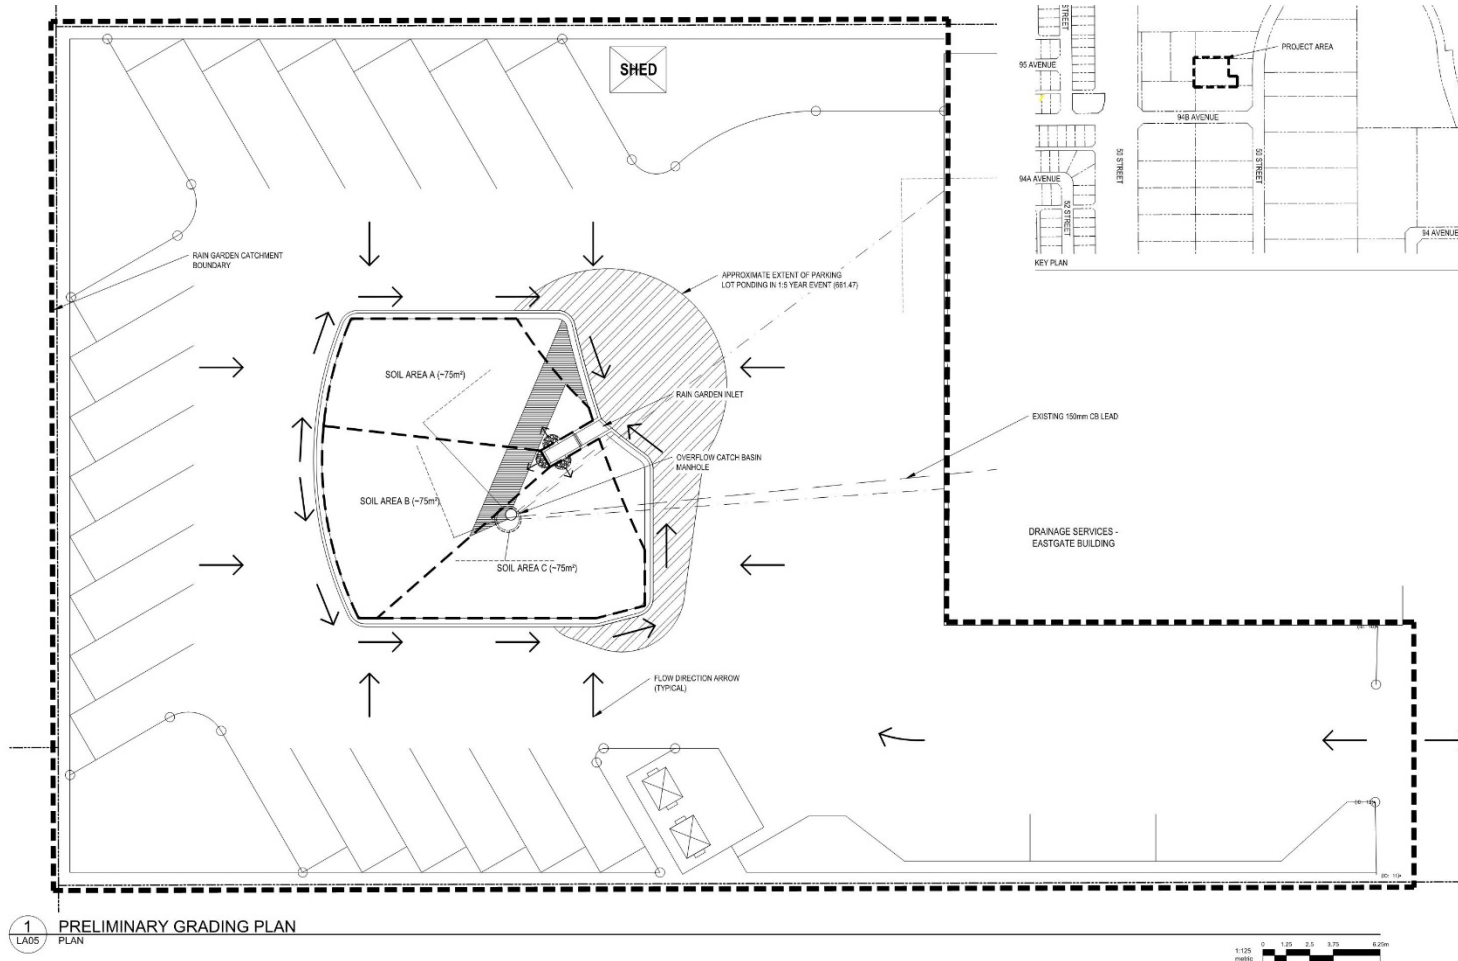 SHED
STREET
PROJECT AREA
95 AVENUE
94B AVENUE
50 STREET
50 STREET
94A AVENUE
52 STREET
94 AVENUE
KEY PLAN
RAIN GARDEN CATCHMENT
BOUNDARY
APPROXIMATE EXTENT OF PARKING
LOT PONDING IN 1:5 YEAR EVENT (661.47)
SOIL AREA A (~75m²)
RAIN GARDEN INLET
EXISTING 150mm CB LEAD
OVERFLOW CATCH BASIN
MANHOLE
SOIL AREA B (~75m²)
DRAINAGE SERVICES -
EASTGATE BUILDING
SOIL AREA C (~75m²)
FLOW DIRECTION ARROW
(TYPICAL)
1
LA05
PRELIMINARY GRADING PLAN
PLAN
1:125
metric
0 1.25 2.5 3.75 6.25m